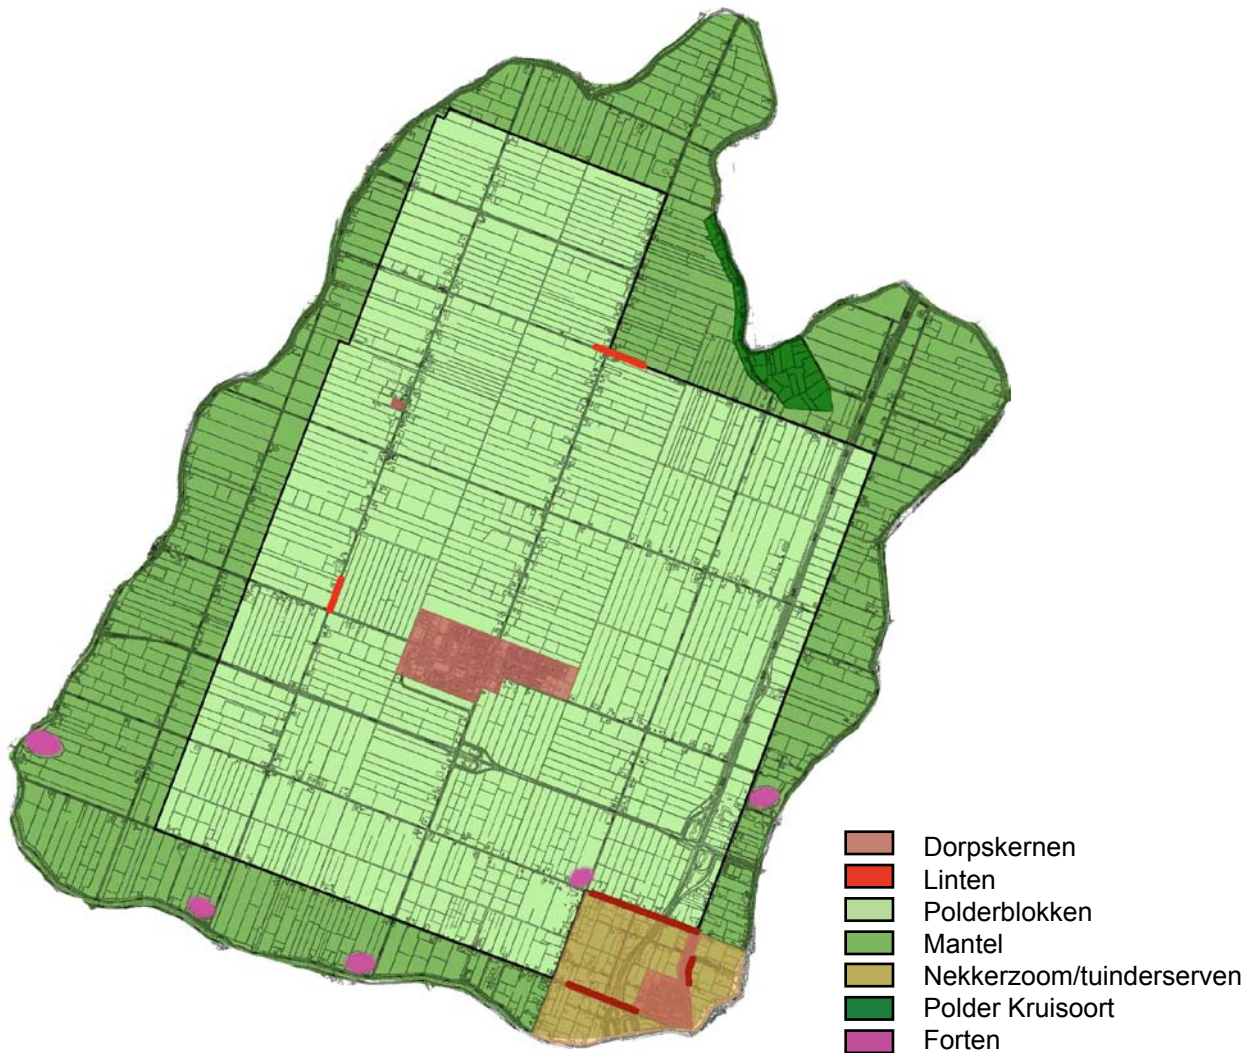 Dorpskernen
Linten
Polderblokken
Mantel
Nekkerzoom/tuinderserven
Polder Kruisoort
Forten